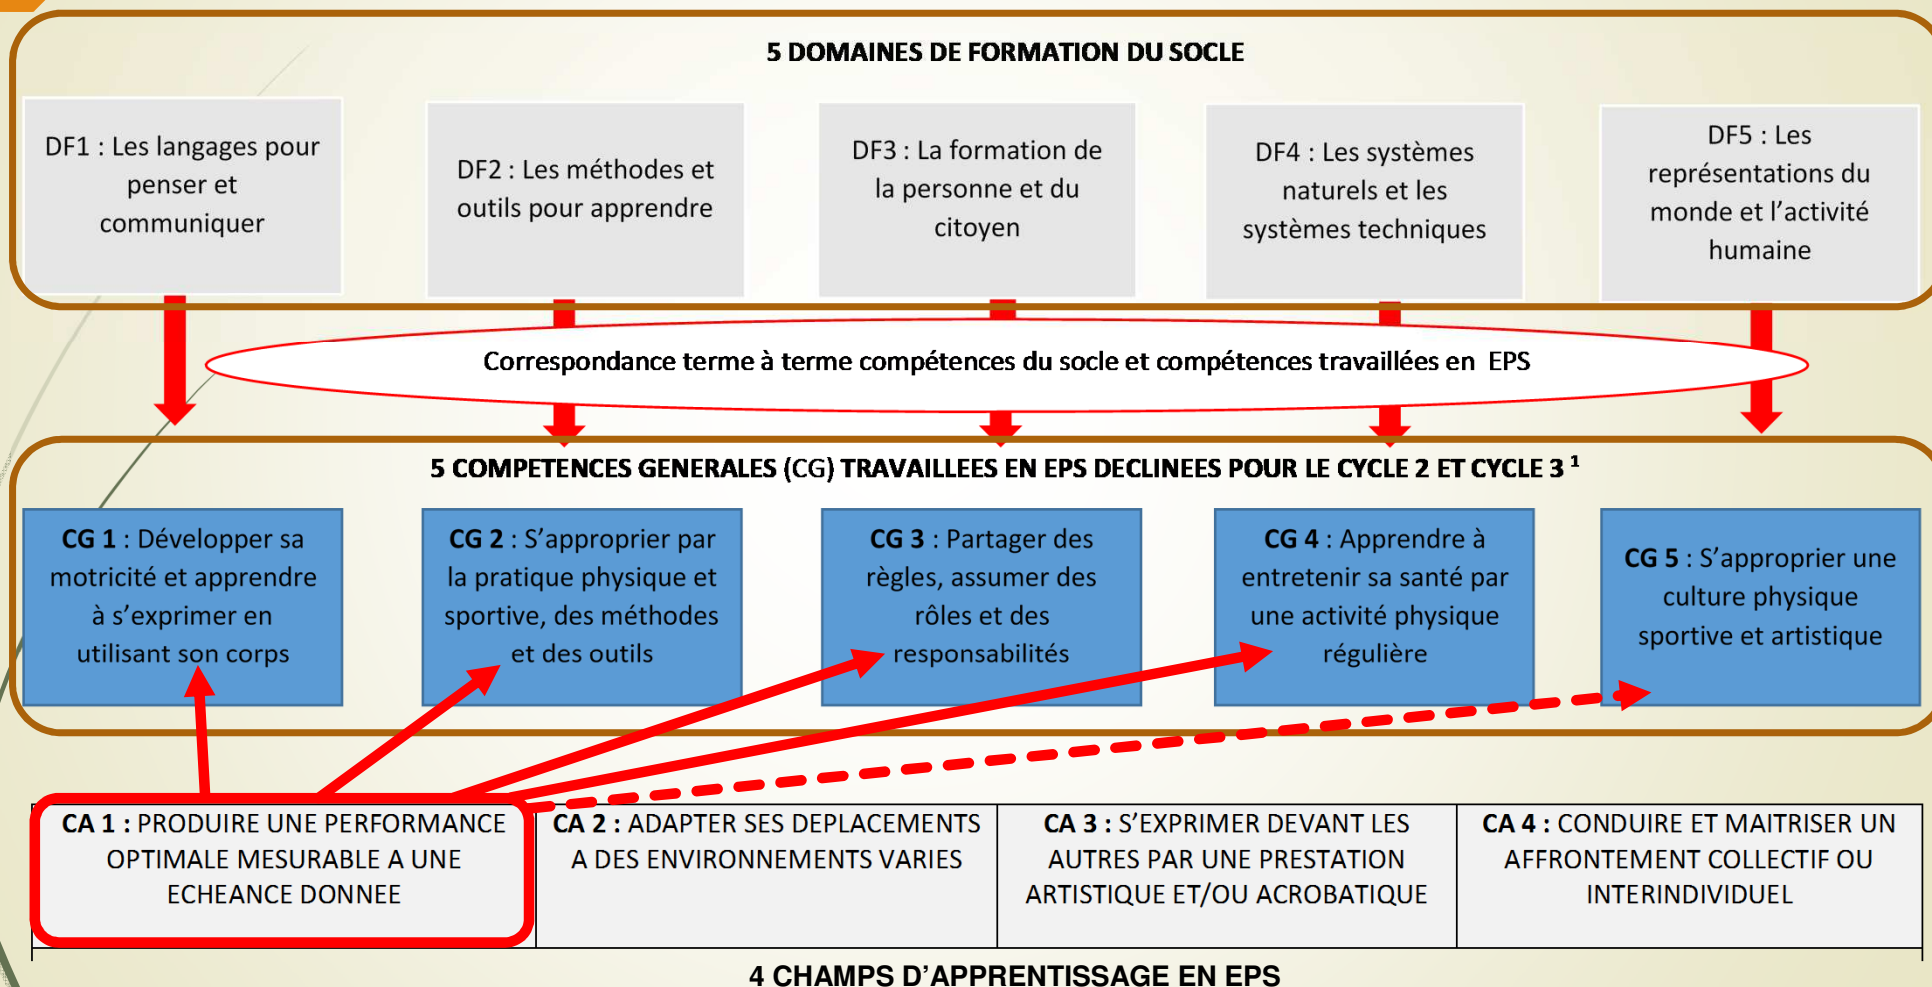 5 DOMAINES DE FORMATION DU SOCLE
DF1 : Les langages pour
penser et
communiquer
DF2 : Les méthodes et
outils pour apprendre
DF3 : La formation de
la personne et du
citoyen
DF4 : Les systèmes
naturels et les
systèmes techniques
DF5 : Les
représentations du
monde et l’activité
humaine
Correspondance terme à terme compétences du socle et compétences travaillées en EPS
5 COMPETENCES GENERALES (CG) TRAVAILLEES EN EPS DECLINEES POUR LE CYCLE 2 ET CYCLE 3 ¹
CG 1 : Développer sa
motricité et apprendre
à s’exprimer en
utilisant son corps
CG 2 : S’approprier par
la pratique physique et
sportive, des méthodes
et des outils
CG 3 : Partager des
règles, assumer des
rôles et des
responsabilités
CG 4 : Apprendre à
entretenir sa santé par
une activité physique
régulière
CG 5 : S’approprier une
culture physique
sportive et artistique
CA 1 : PRODUIRE UNE PERFORMANCE
OPTIMALE MESURABLE A UNE
ECHEANCE DONNEE
CA 2 : ADAPTER SES DEPLACEMENTS
A DES ENVIRONNEMENTS VARIES
CA 3 : S’EXPRIMER DEVANT LES
AUTRES PAR UNE PRESTATION
ARTISTIQUE ET/OU ACROBATIQUE
CA 4 : CONDUIRE ET MAITRISER UN
AFFRONTEMENT COLLECTIF OU
INTERINDIVIDUEL
4 CHAMPS D’APPRENTISSAGE EN EPS